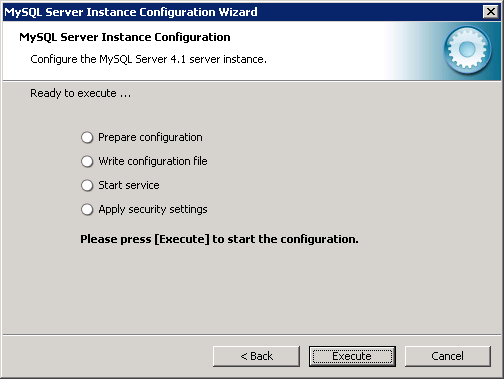 MySQL Server Instance Configuration Wizard
MySQL Server Instance Configuration
Configure the MySQL Server 4.1 server instance.
Ready to execute ...
Prepare configuration
Write configuration file
Start service
Apply security settings
Please press [Execute] to start the configuration.
< Back
Execute
Cancel